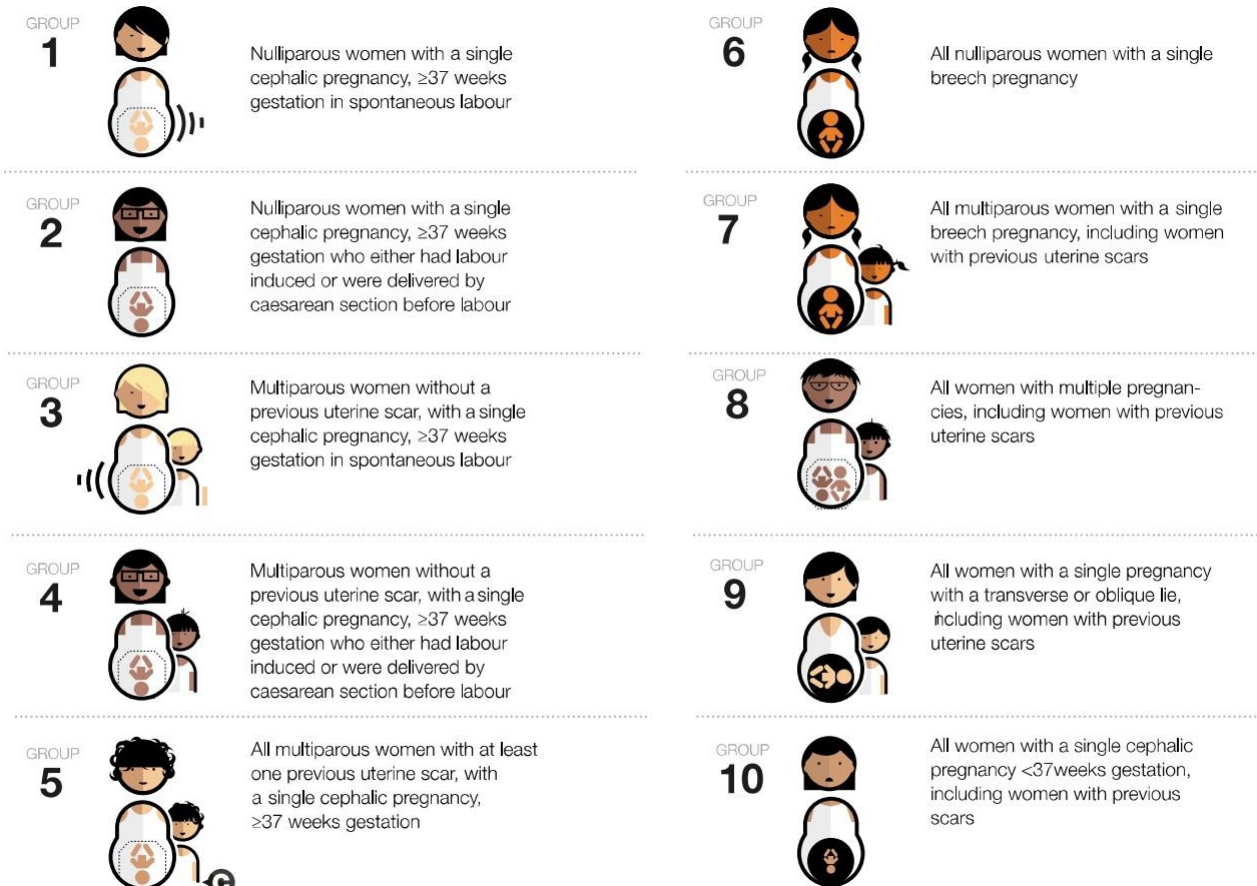 GROUP
1
Nulliparous women with a single
cephalic pregnancy, ≥37 weeks
gestation in spontaneous labour
GROUP
2
Nulliparous women with a single
cephalic pregnancy, ≥37 weeks
gestation who either had labour
induced or were delivered by
caesarean section before labour
GROUP
3
Multiparous women without a
previous uterine scar, with a single
cephalic pregnancy, ≥37 weeks
gestation in spontaneous labour
GROUP
4
Multiparous women without a
previous uterine scar, with a single
cephalic pregnancy, ≥37 weeks
gestation who either had labour
induced or were delivered by
caesarean section before labour
GROUP
5
All multiparous women with at least
one previous uterine scar, with
a single cephalic pregnancy,
≥37 weeks gestation
C
GROUP
6
All nulliparous women with a single
breech pregnancy
GROUP
7
All multiparous women with a single
breech pregnancy, including women
with previous uterine scars
GROUP
8
All women with multiple pregnan-
cies, including women with previous
uterine scars
GROUP
9
All women with a single pregnancy
with a transverse or oblique lie,
including women with previous
uterine scars
GROUP
10
All women with a single cephalic
pregnancy <37weeks gestation,
including women with previous
scars